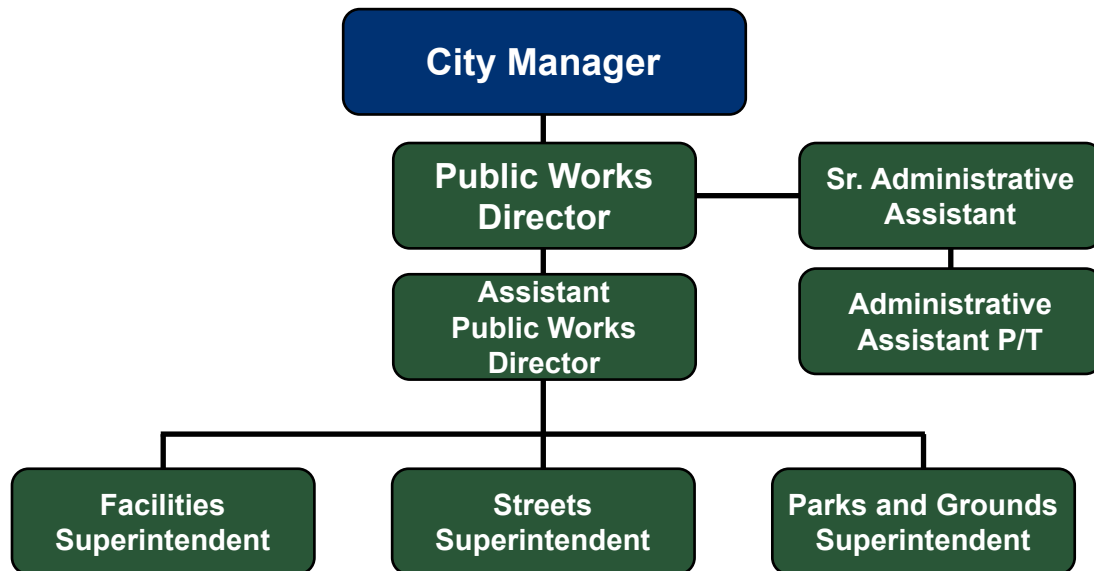 City Manager
Public Works
Director
Sr. Administrative
Assistant
Assistant
Public Works
Director
Administrative
Assistant P/T
Facilities
Superintendent
Streets
Superintendent
Parks and Grounds
Superintendent